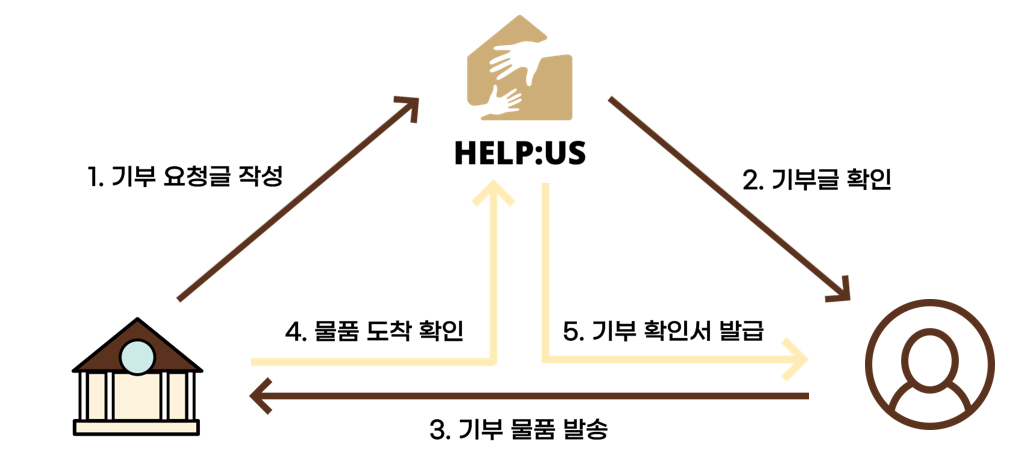 HELP:US
1. 기부 요청글 작성
2. 기부글 확인
4. 물품 도착 확인
5. 기부 확인서 발급
3. 기부 물품 발송